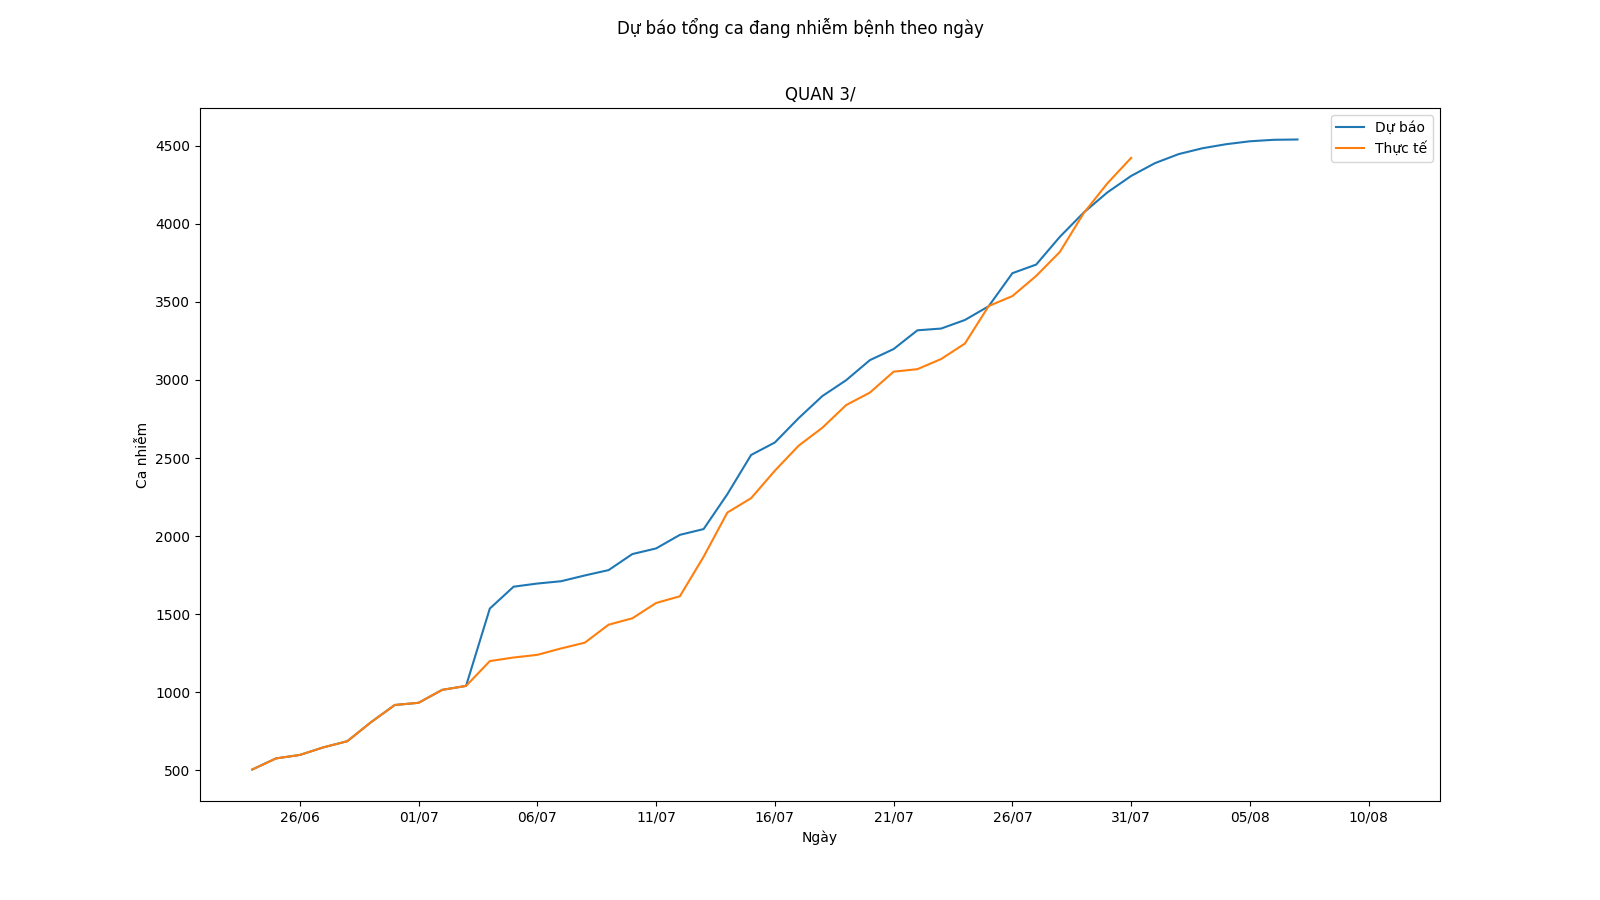 Dự báo tổng ca đang nhiễm bệnh theo ngày
QUAN 3/
Dự báo
Thực tế
4500
4000
3500
3000
2500
2000
1500
1000
500
Ca nhiễm
26/06 01/07 06/07 11/07 16/07 21/07 26/07 31/07 05/08 10/08
Ngày